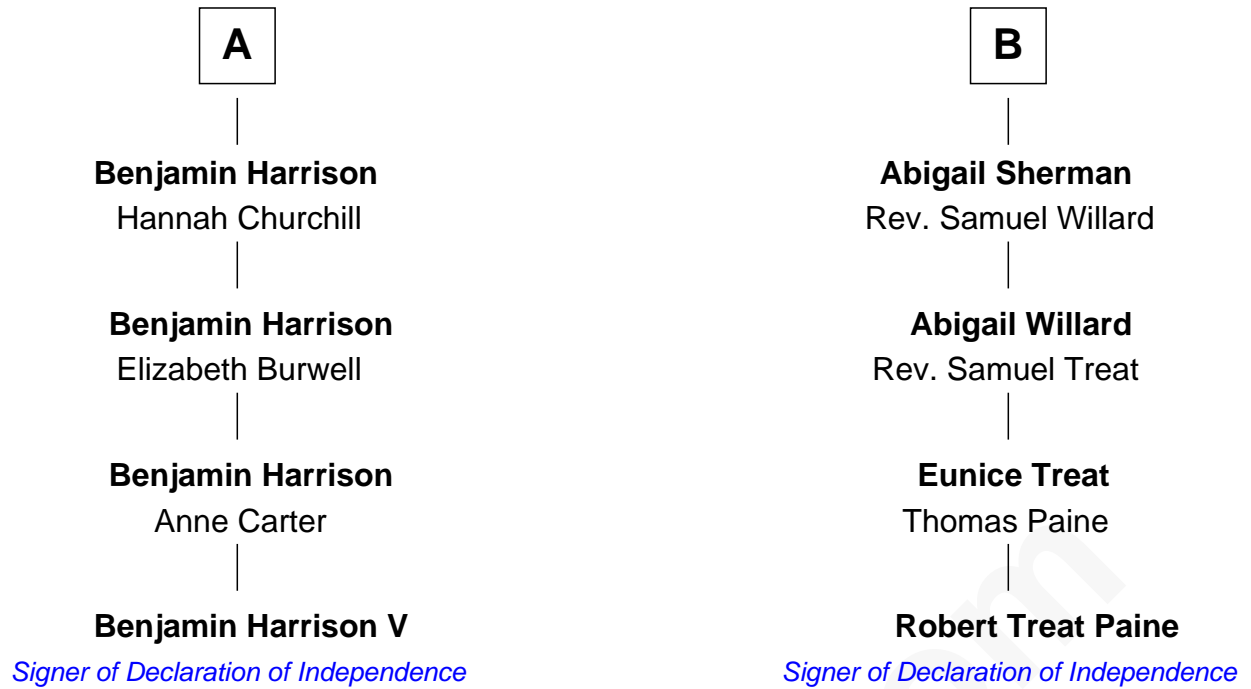 A
Benjamin Harrison
Hannah Churchill
Benjamin Harrison
Elizabeth Burwell
Benjamin Harrison
Anne Carter
Benjamin Harrison V
Signer of Declaration of Independence
B
Abigail Sherman
Rev. Samuel Willard
Abigail Willard
Rev. Samuel Treat
Eunice Treat
Thomas Paine
Robert Treat Paine
Signer of Declaration of Independence